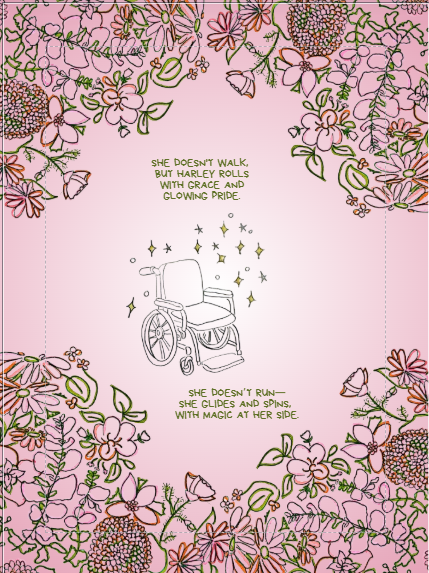 SHE DOESN'T WALK,
BUT HARLEY ROLLS
WITH GRACE AND
GLOWING PRIDE.
SHE DOESN'T RUN—
SHE GLIDES AND SPINS,
WITH MAGIC AT HER SIDE.